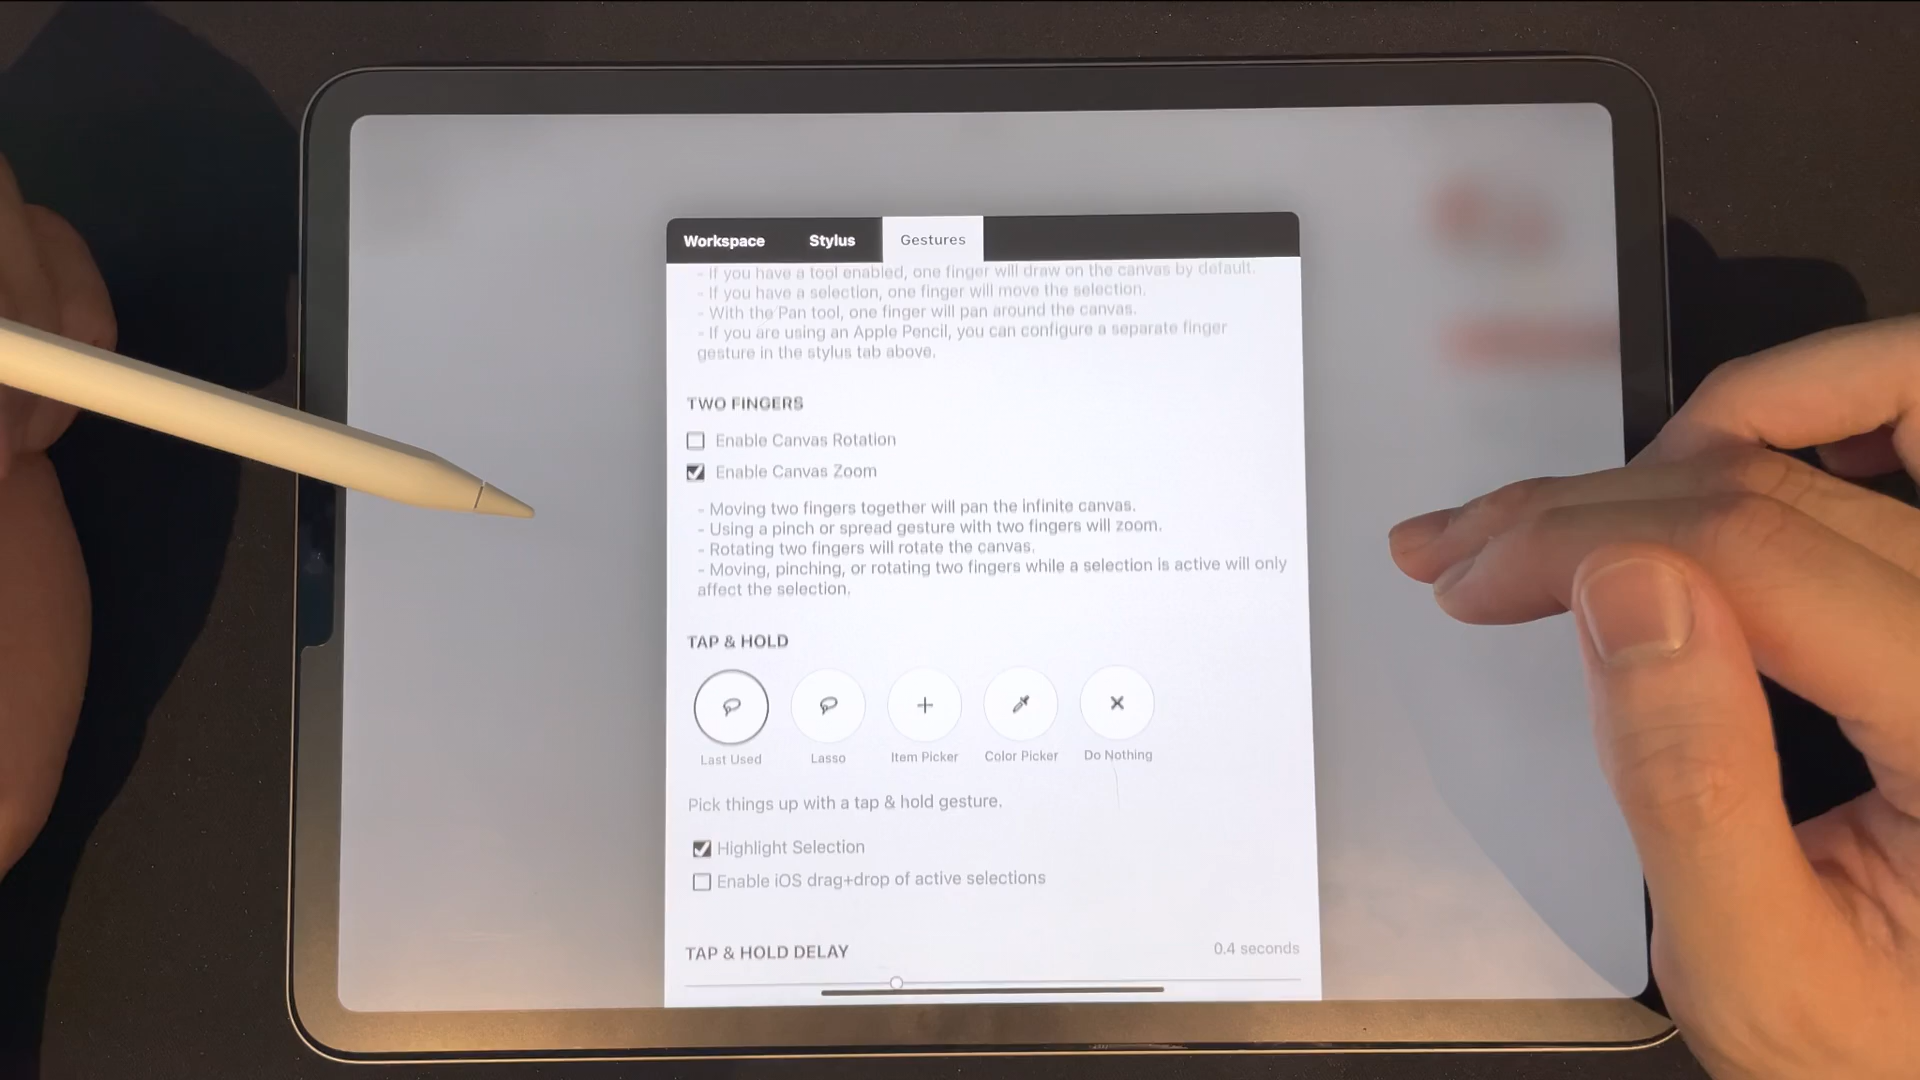 Workspace Stylus Gestures
- If you have a tool enabled, one finger will draw on the canvas by default.
- If you have a selection, one finger will move the selection.
- With the Pan tool, one finger will pan around the canvas.
- If you are using an Apple Pencil, you can configure a separate finger
gesture in the stylus tab above.
TWO FINGERS
Enable Canvas Rotation
Enable Canvas Zoom
- Moving two fingers together will pan the infinite canvas.
- Using a pinch or spread gesture with two fingers will zoom.
- Rotating two fingers will rotate the canvas.
- Moving, pinching, or rotating two fingers while a selection is active will only
affect the selection.
TAP & HOLD
Last Used Lasso Item Picker Color Picker Do Nothing
Pick things up with a tap & hold gesture.
Highlight Selection
Enable iOS drag+drop of active selections
TAP & HOLD DELAY 0.4 seconds